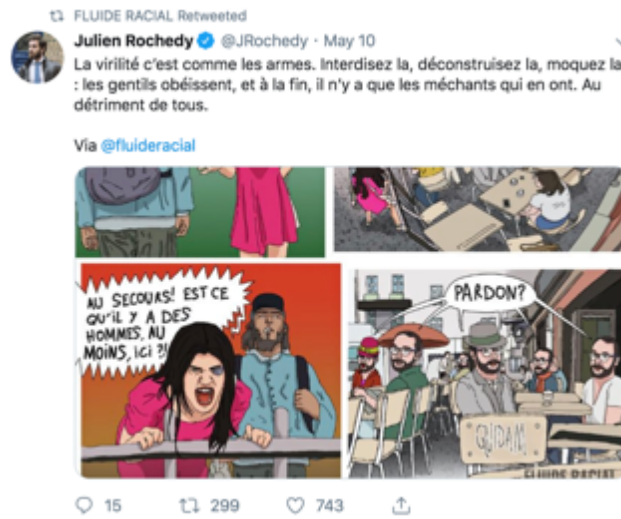 FLUIDE RACIAL Retweeted
Julien Rochedy @JRochedy · May 10
La virilité c'est comme les armes. Interdisez la, déconstruisez la, moquez la
: les gentils obéissent, et à la fin, il n'y a que les méchants qui en ont. Au
détriment de tous.
Via @fluideracial
AU SECOURS! EST CE
QU'IL Y A DES
HOMMES, AU
MOINS, ICI ?!
PARDON?
QIDAM
FLUIDE RACIAL
15 299 743